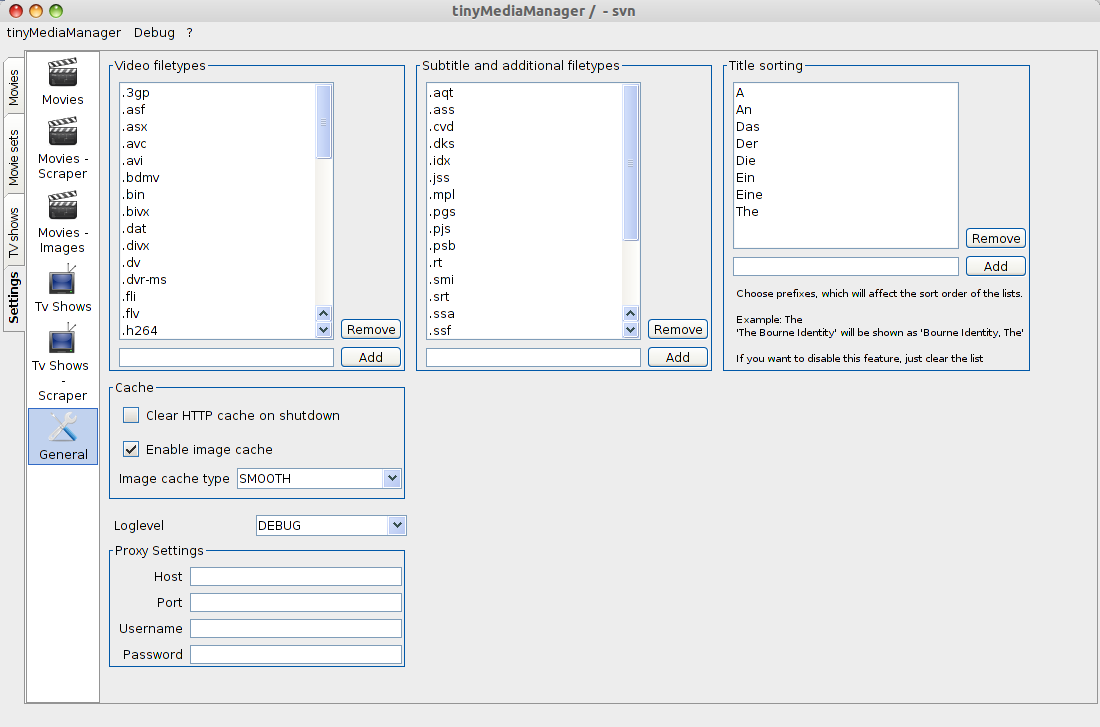 tinyMediaManager / - svn
tinyMediaManager Debug ?
Movies
Movie sets
TV shows
Settings
Movies
Movies -
Scraper
Movies -
Images
Tv Shows
Tv Shows
-
Scraper
General
Video filetypes
.3gp
.asf
.asx
.avc
.avi
.bdmv
.bin
.bivx
.dat
.divx
.dv
.dvr-ms
.fli
.flv
.h264
Remove
Add
Subtitle and additional filetypes
.aqt
.ass
.cvd
.dks
.idx
.jss
.mpl
.pgs
.pjs
.psb
.rt
.smi
.srt
.ssa
.ssf
Remove
Add
Title sorting
A
An
Das
Der
Die
Ein
Eine
The
Remove
Add
Choose prefixes, which will affect the sort order of the lists.
Example: The
'The Bourne Identity' will be shown as 'Bourne Identity, The'
If you want to disable this feature, just clear the list
Cache
Clear HTTP cache on shutdown
Enable image cache
Image cache type SMOOTH
Loglevel DEBUG
Proxy Settings
Host
Port
Username
Password